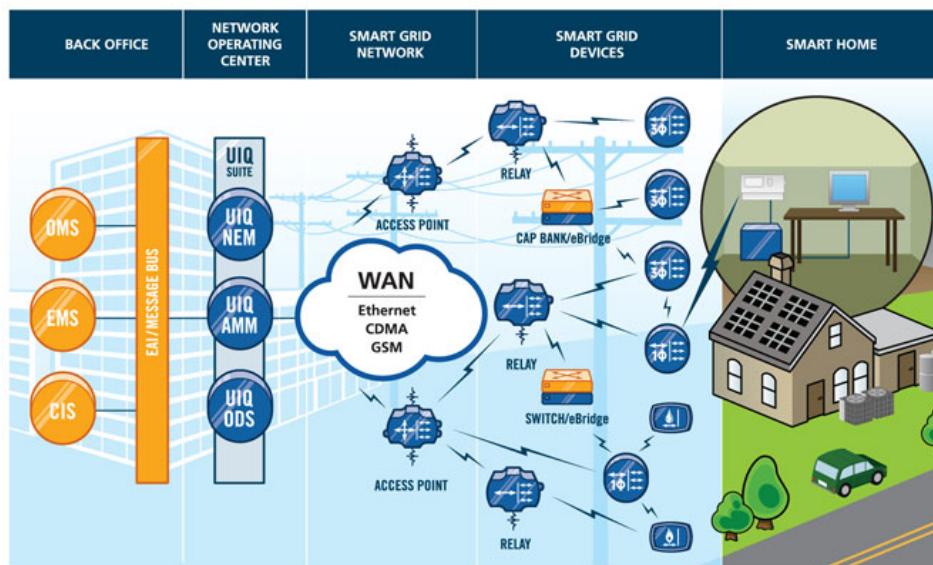 BACK OFFICE
NETWORK
OPERATING
CENTER
SMART GRID
NETWORK
SMART GRID
DEVICES
SMART HOME
OMS
EMS
CIS
EAI / MESSAGE BUS
UIQ
SUITE
UIQ
NEM
UIQ
AMM
UIQ
ODS
WAN
Ethernet
CDMA
GSM
ACCESS POINT
ACCESS POINT
RELAY
CAP BANK/eBridge
RELAY
SWITCH/eBridge
RELAY
3Φ
3Φ
3Φ
1Φ
1Φ